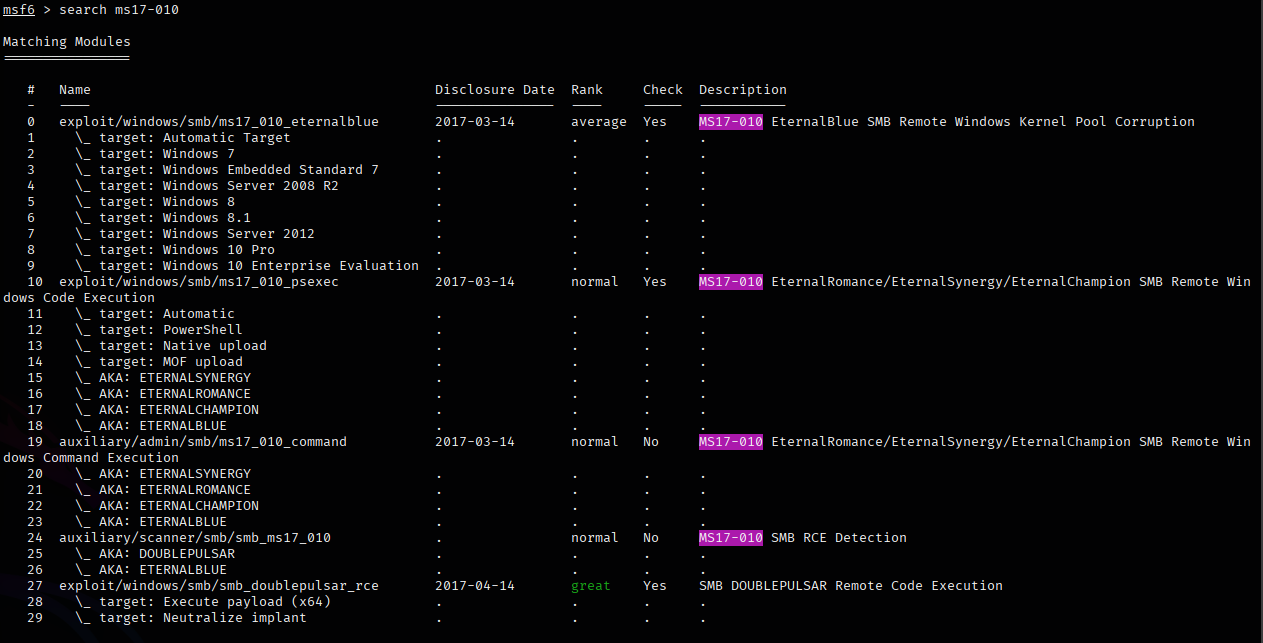 msf6 > search ms17-010
Matching Modules
================
# Name Disclosure Date Rank Check Description
- ---- --------------- ---- ----- -----------
0 exploit/windows/smb/ms17_010_eternalblue 2017-03-14 average Yes MS17-010 EternalBlue SMB Remote Windows Kernel Pool Corruption
1 \_ target: Automatic Target . . . .
2 \_ target: Windows 7 . . . .
3 \_ target: Windows Embedded Standard 7 . . . .
4 \_ target: Windows Server 2008 R2 . . . .
5 \_ target: Windows 8 . . . .
6 \_ target: Windows 8.1 . . . .
7 \_ target: Windows Server 2012 . . . .
8 \_ target: Windows 10 Pro . . . .
9 \_ target: Windows 10 Enterprise Evaluation . . . .
10 exploit/windows/smb/ms17_010_psexec 2017-03-14 normal Yes MS17-010 EternalRomance/EternalSynergy/EternalChampion SMB Remote Win
dows Code Execution
11 \_ target: Automatic . . . .
12 \_ target: PowerShell . . . .
13 \_ target: Native upload . . . .
14 \_ target: MOF upload . . . .
15 \_ AKA: ETERNALSYNERGY . . . .
16 \_ AKA: ETERNALROMANCE . . . .
17 \_ AKA: ETERNALCHAMPION . . . .
18 \_ AKA: ETERNALBLUE . . . .
19 auxiliary/admin/smb/ms17_010_command 2017-03-14 normal No MS17-010 EternalRomance/EternalSynergy/EternalChampion SMB Remote Win
dows Command Execution
20 \_ AKA: ETERNALSYNERGY . . . .
21 \_ AKA: ETERNALROMANCE . . . .
22 \_ AKA: ETERNALCHAMPION . . . .
23 \_ AKA: ETERNALBLUE . . . .
24 auxiliary/scanner/smb/smb_ms17_010 . normal No MS17-010 SMB RCE Detection
25 \_ AKA: DOUBLEPULSAR . . . .
26 \_ AKA: ETERNALBLUE . . . .
27 exploit/windows/smb/smb_doublepulsar_rce 2017-04-14 great Yes SMB DOUBLEPULSAR Remote Code Execution
28 \_ target: Execute payload (x64) . . . .
29 \_ target: Neutralize implant . . . .